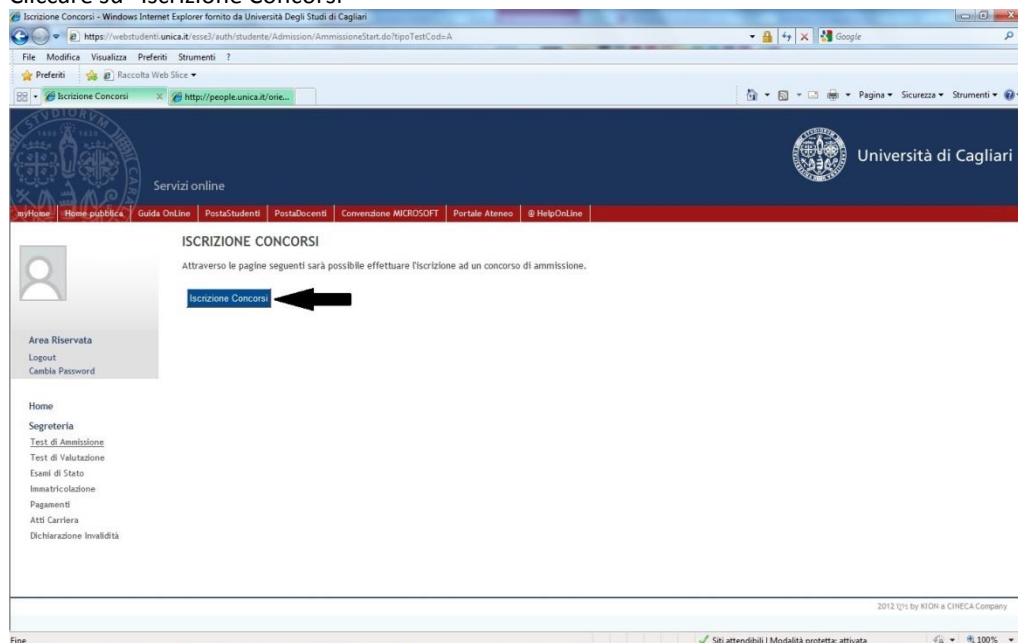 Cliccare su "Iscrizione Concorsi"
Iscrizione Concorsi - Windows Internet Explorer fornito da Università Degli Studi di Cagliari
https://webstudenti.unica.it/esse3/auth/studente/Admission/AmmissioneStart.do?tipoTestCod=A
Google
File Modifica Visualizza Preferiti Strumenti ?
Preferiti Raccolta Web Slice
Iscrizione Concorsi http://people.unica.it/orie...
Pagina Sicurezza Strumenti
Università di Cagliari
Servizi online
myHome Home pubblica Guida OnLine PostaStudenti PostaDocenti Convenzione MICROSOFT Portale Ateneo @ HelpOnLine
ISCRIZIONE CONCORSI
Attraverso le pagine seguenti sarà possibile effettuare l'iscrizione ad un concorso di ammissione.
Iscrizione Concorsi
Area Riservata
Logout
Cambia Password
Home
Segreteria
Test di Ammissione
Test di Valutazione
Esami di Stato
Immatricolazione
Pagamenti
Atti Carriera
Dichiarazione Invalidità
2012 by KION a CINECA Company
Fine
Siti attendibili | Modalità protetta: attivata
100%